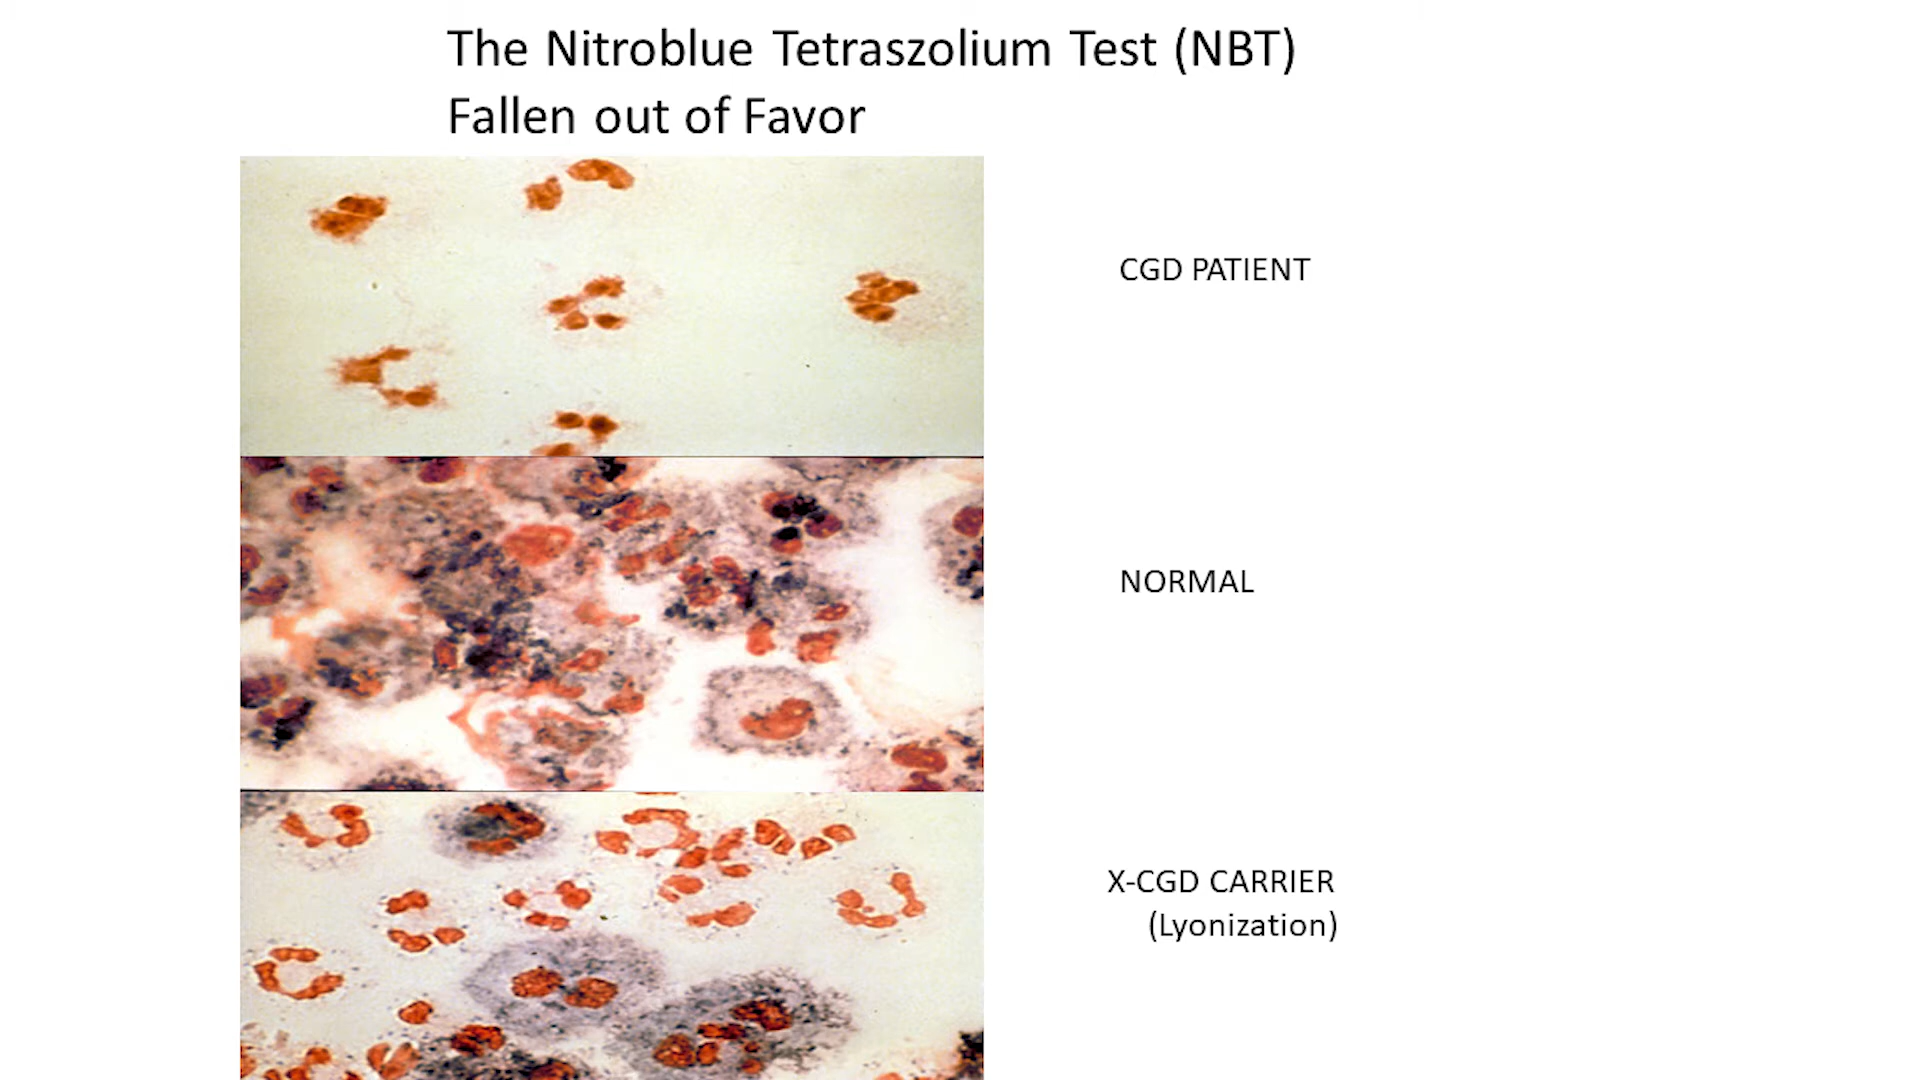 The Nitroblue Tetraszolium Test (NBT)
Fallen out of Favor
CGD PATIENT
NORMAL
X-CGD CARRIER
(Lyonization)